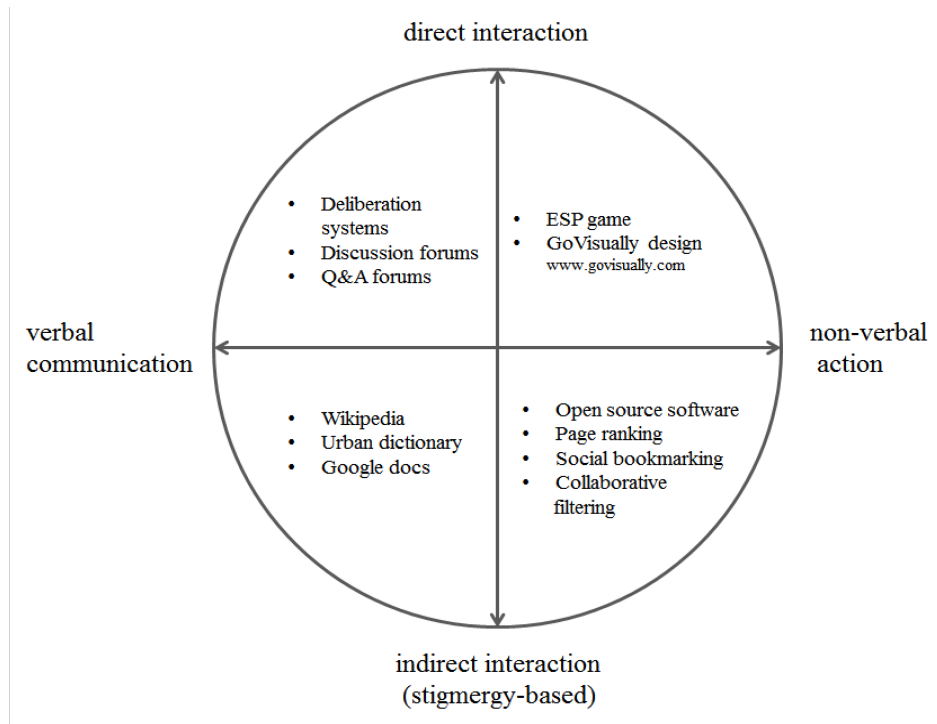 direct interaction
• Deliberation
systems
• Discussion forums
• Q&A forums
• ESP game
• GoVisually design
www.govisually.com
verbal
communication
non-verbal
action
• Wikipedia
• Urban dictionary
• Google docs
• Open source software
• Page ranking
• Social bookmarking
• Collaborative
filtering
indirect interaction
(stigmergy-based)